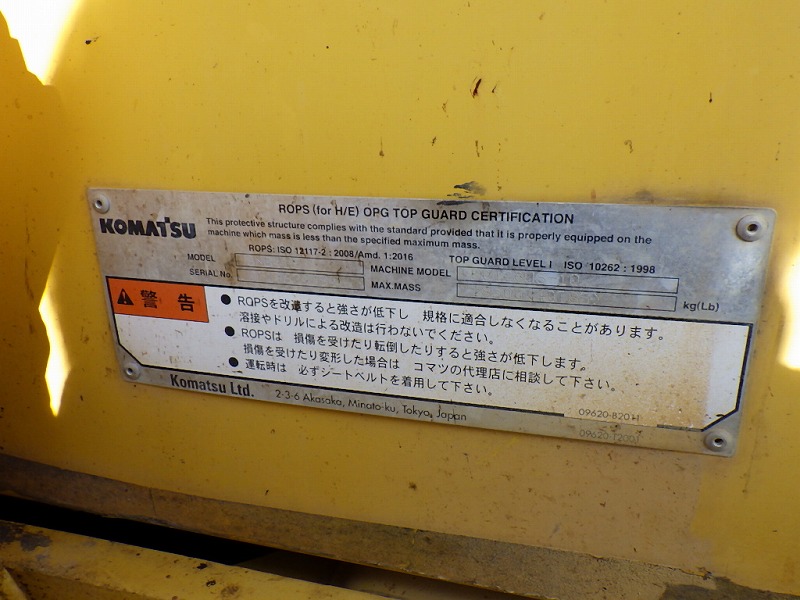 ROPS (for H/E) OPG TOP GUARD CERTIFICATION
KOMATSU
This protective structure complies with the standard provided that it is properly equipped on the
machine which mass is less than the specified maximum mass.
ROPS: ISO 12117-2 : 2008/Amd. 1:2016 TOP GUARD LEVEL I ISO 10262 : 1998
MODEL MACHINE MODEL
SERIAL No. MAX.MASS kg(Lb)
警告
● ROPSを改造すると強さが低下し 規格に適合しなくなることがあります。
溶接やドリルによる改造は行わないでください。
● ROPSは 損傷を受けたり転倒したりすると強さが低下します。
損傷を受けたり変形した場合は コマツの代理店に相談して下さい。
● 運転時は 必ずシートベルトを着用して下さい。
Komatsu Ltd. 2-3-6 Akasaka, Minato-ku, Tokyo, Japan
09620-B2011